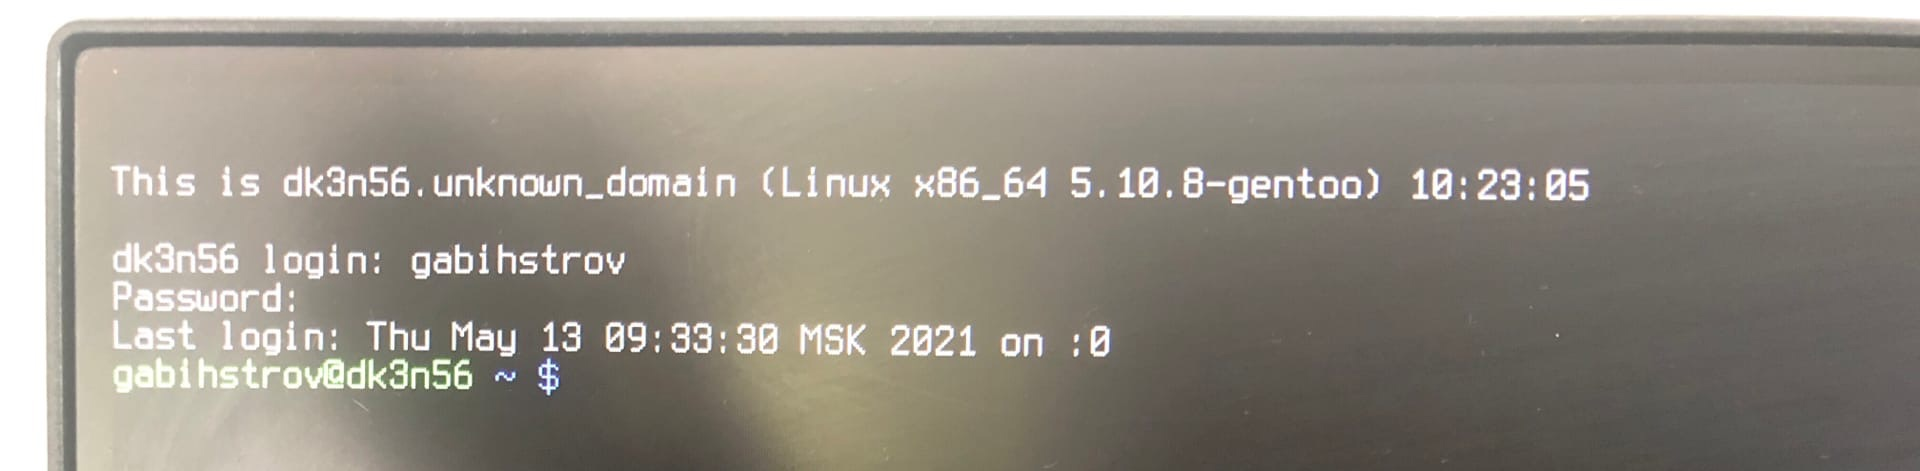 This is dk3n56.unknown_domain (Linux x86_64 5.10.8-gentoo) 10:23:05
dk3n56 login: gabihstrov
Password:
Last login: Thu May 13 09:33:30 MSK 2021 on :0
gabihstrov@dk3n56 ~ $